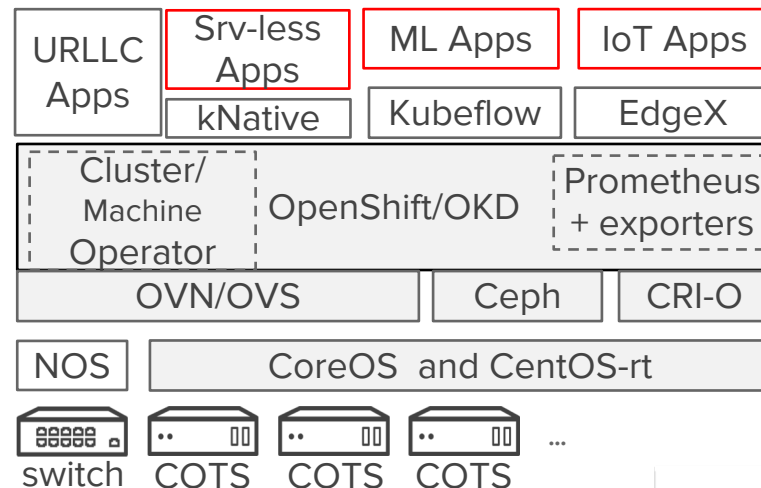 URLLC
Apps
Srv-less
Apps
ML Apps
IoT Apps
kNative
Kubeflow
EdgeX
Cluster/
Machine
Operator
OpenShift/OKD
Prometheus
+ exporters
OVN/OVS
Ceph
CRI-O
NOS
CoreOS and CentOS-rt
switch
COTS
COTS
COTS
...